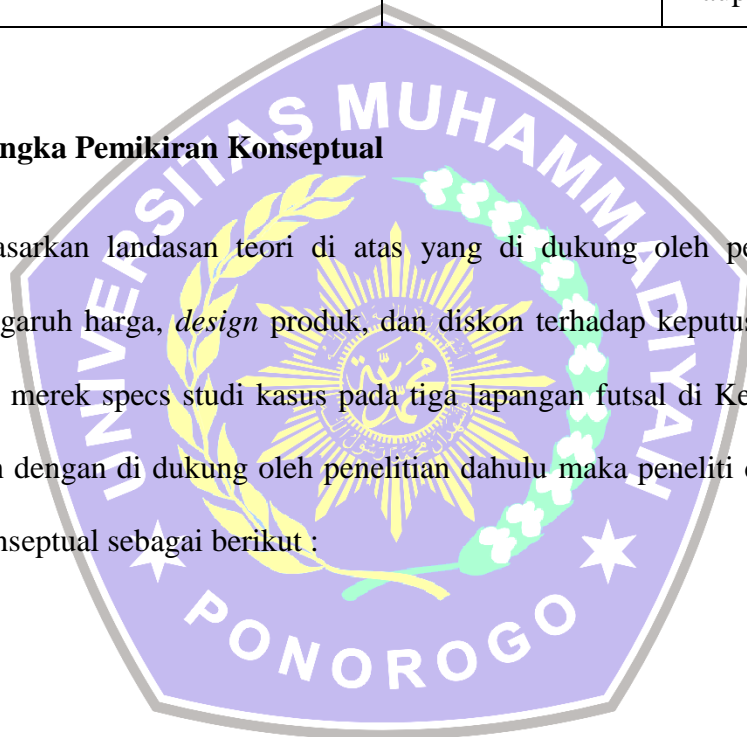 ngka Pemikiran Konseptual
asarkan landasan teori di atas yang di dukung oleh pe
garuh harga, design produk, dan diskon terhadap keputus
merek specs studi kasus pada tiga lapangan futsal di Ke
dengan di dukung oleh penelitian dahulu maka peneliti
nseptual sebagai berikut :
UNIVERSITAS MUHAMMADIYAH
PONOROGO